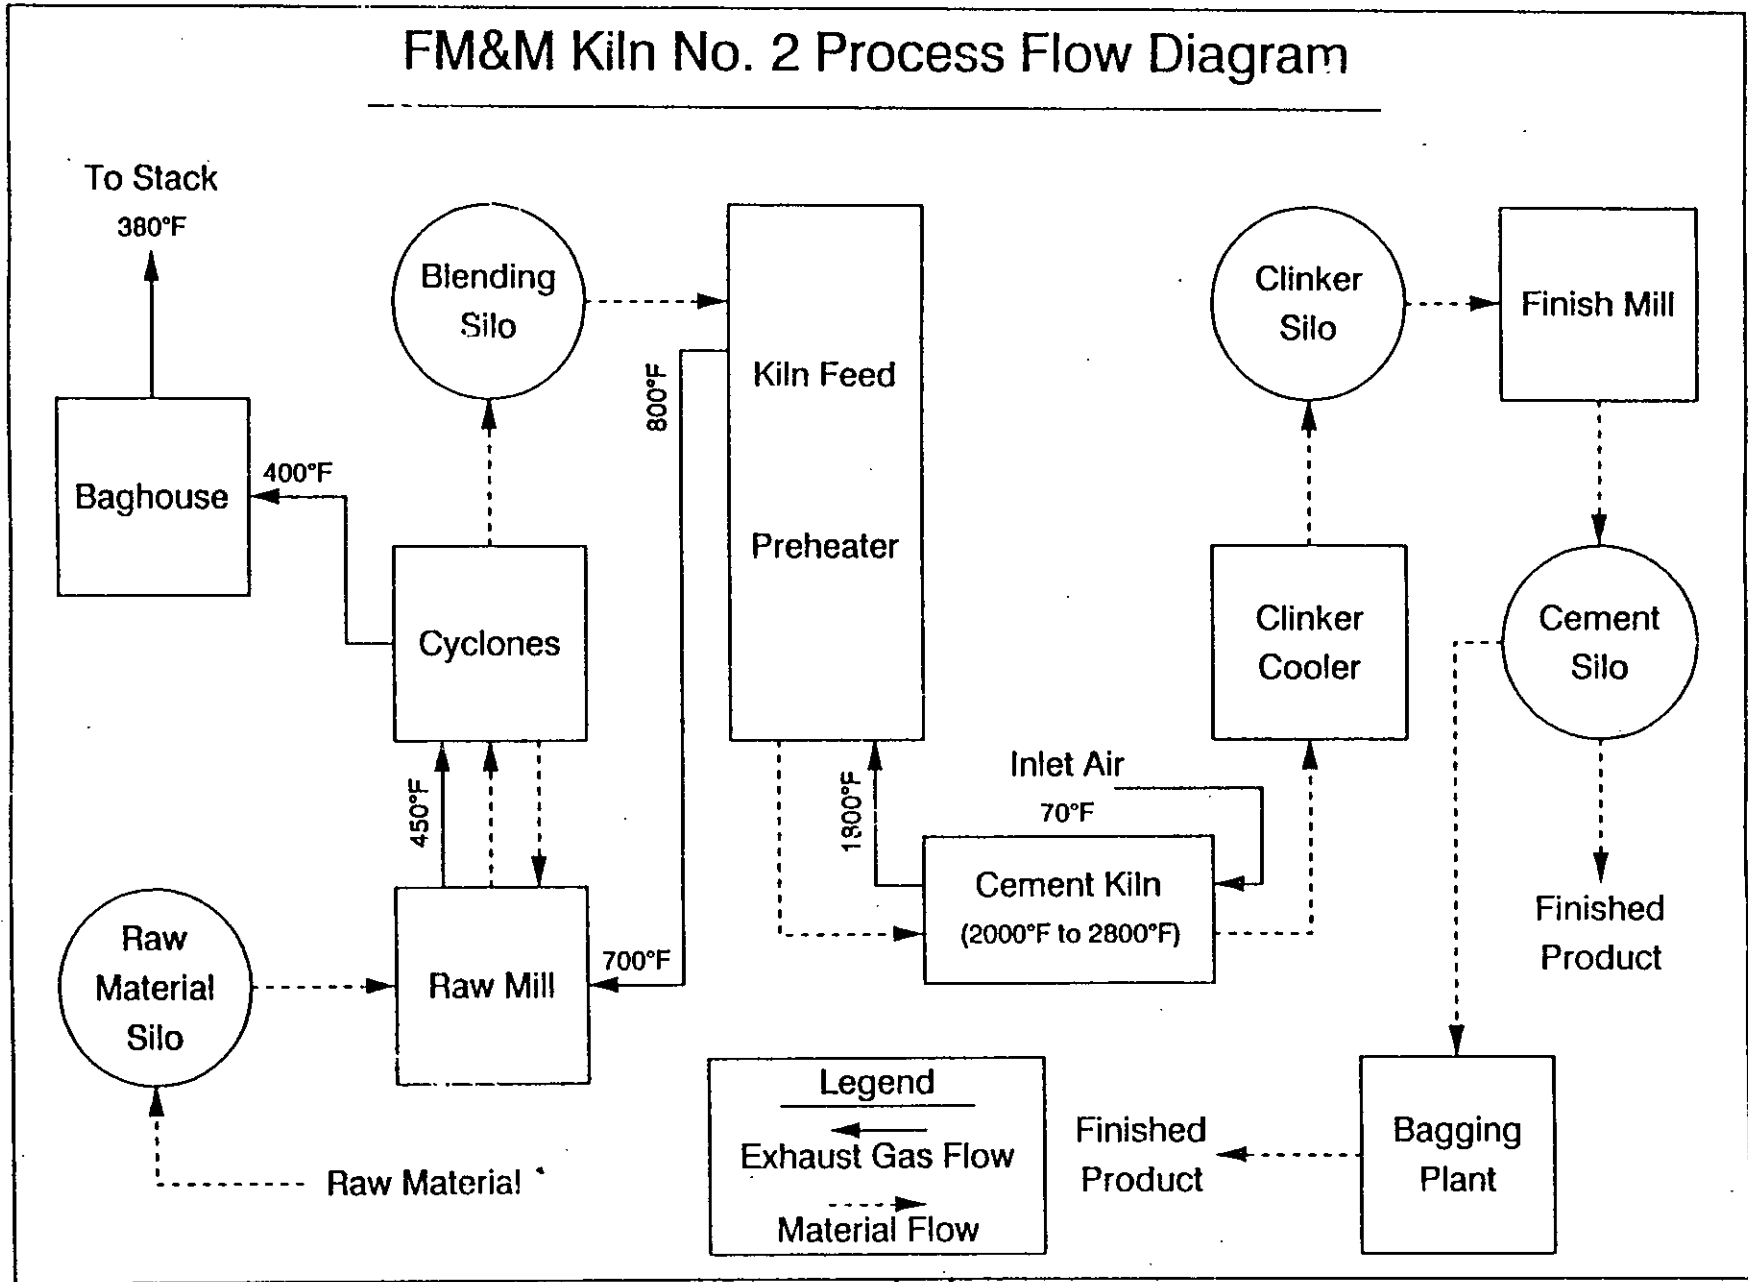 FM&M Kiln No. 2 Process Flow Diagram
To Stack
380°F
Blending
Silo
Kiln Feed
Preheater
Clinker
Silo
Finish Mill
800°F
Baghouse
400°F
Cyclones
Clinker
Cooler
Cement
Silo
450°F
1800°F
Inlet Air
70°F
Cement Kiln
(2000°F to 2800°F)
Finished
Product
Raw
Material
Silo
Raw Mill
700°F
Legend
Exhaust Gas Flow
Material Flow
Finished
Product
Bagging
Plant
Raw Material